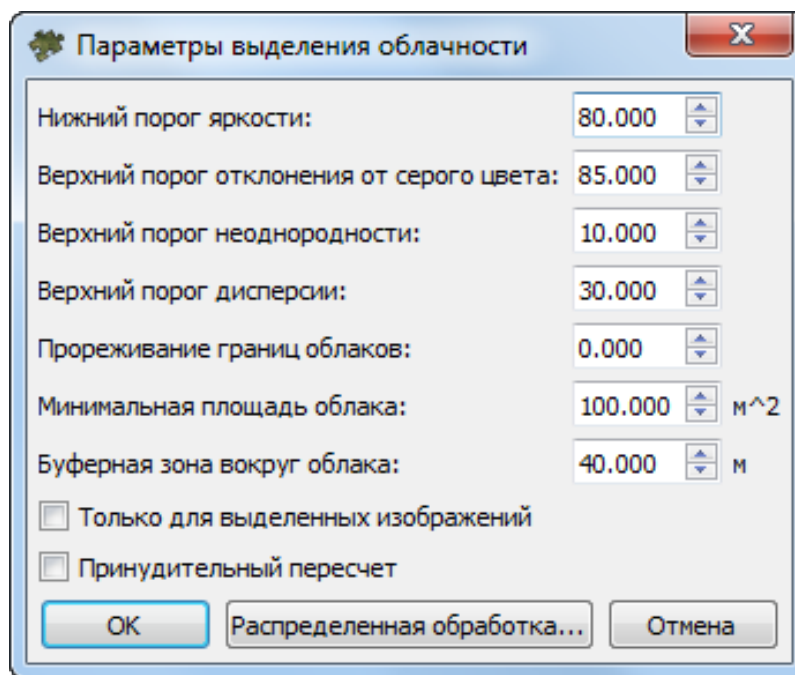 Параметры выделения облачности
Нижний порог яркости: 80.000
Верхний порог отклонения от серого цвета: 85.000
Верхний порог неоднородности: 10.000
Верхний порог дисперсии: 30.000
Прореживание границ облаков: 0.000
Минимальная площадь облака: 100.000 м^2
Буферная зона вокруг облака: 40.000 м
Только для выделенных изображений
Принудительный пересчет
OK Распределенная обработка... Отмена